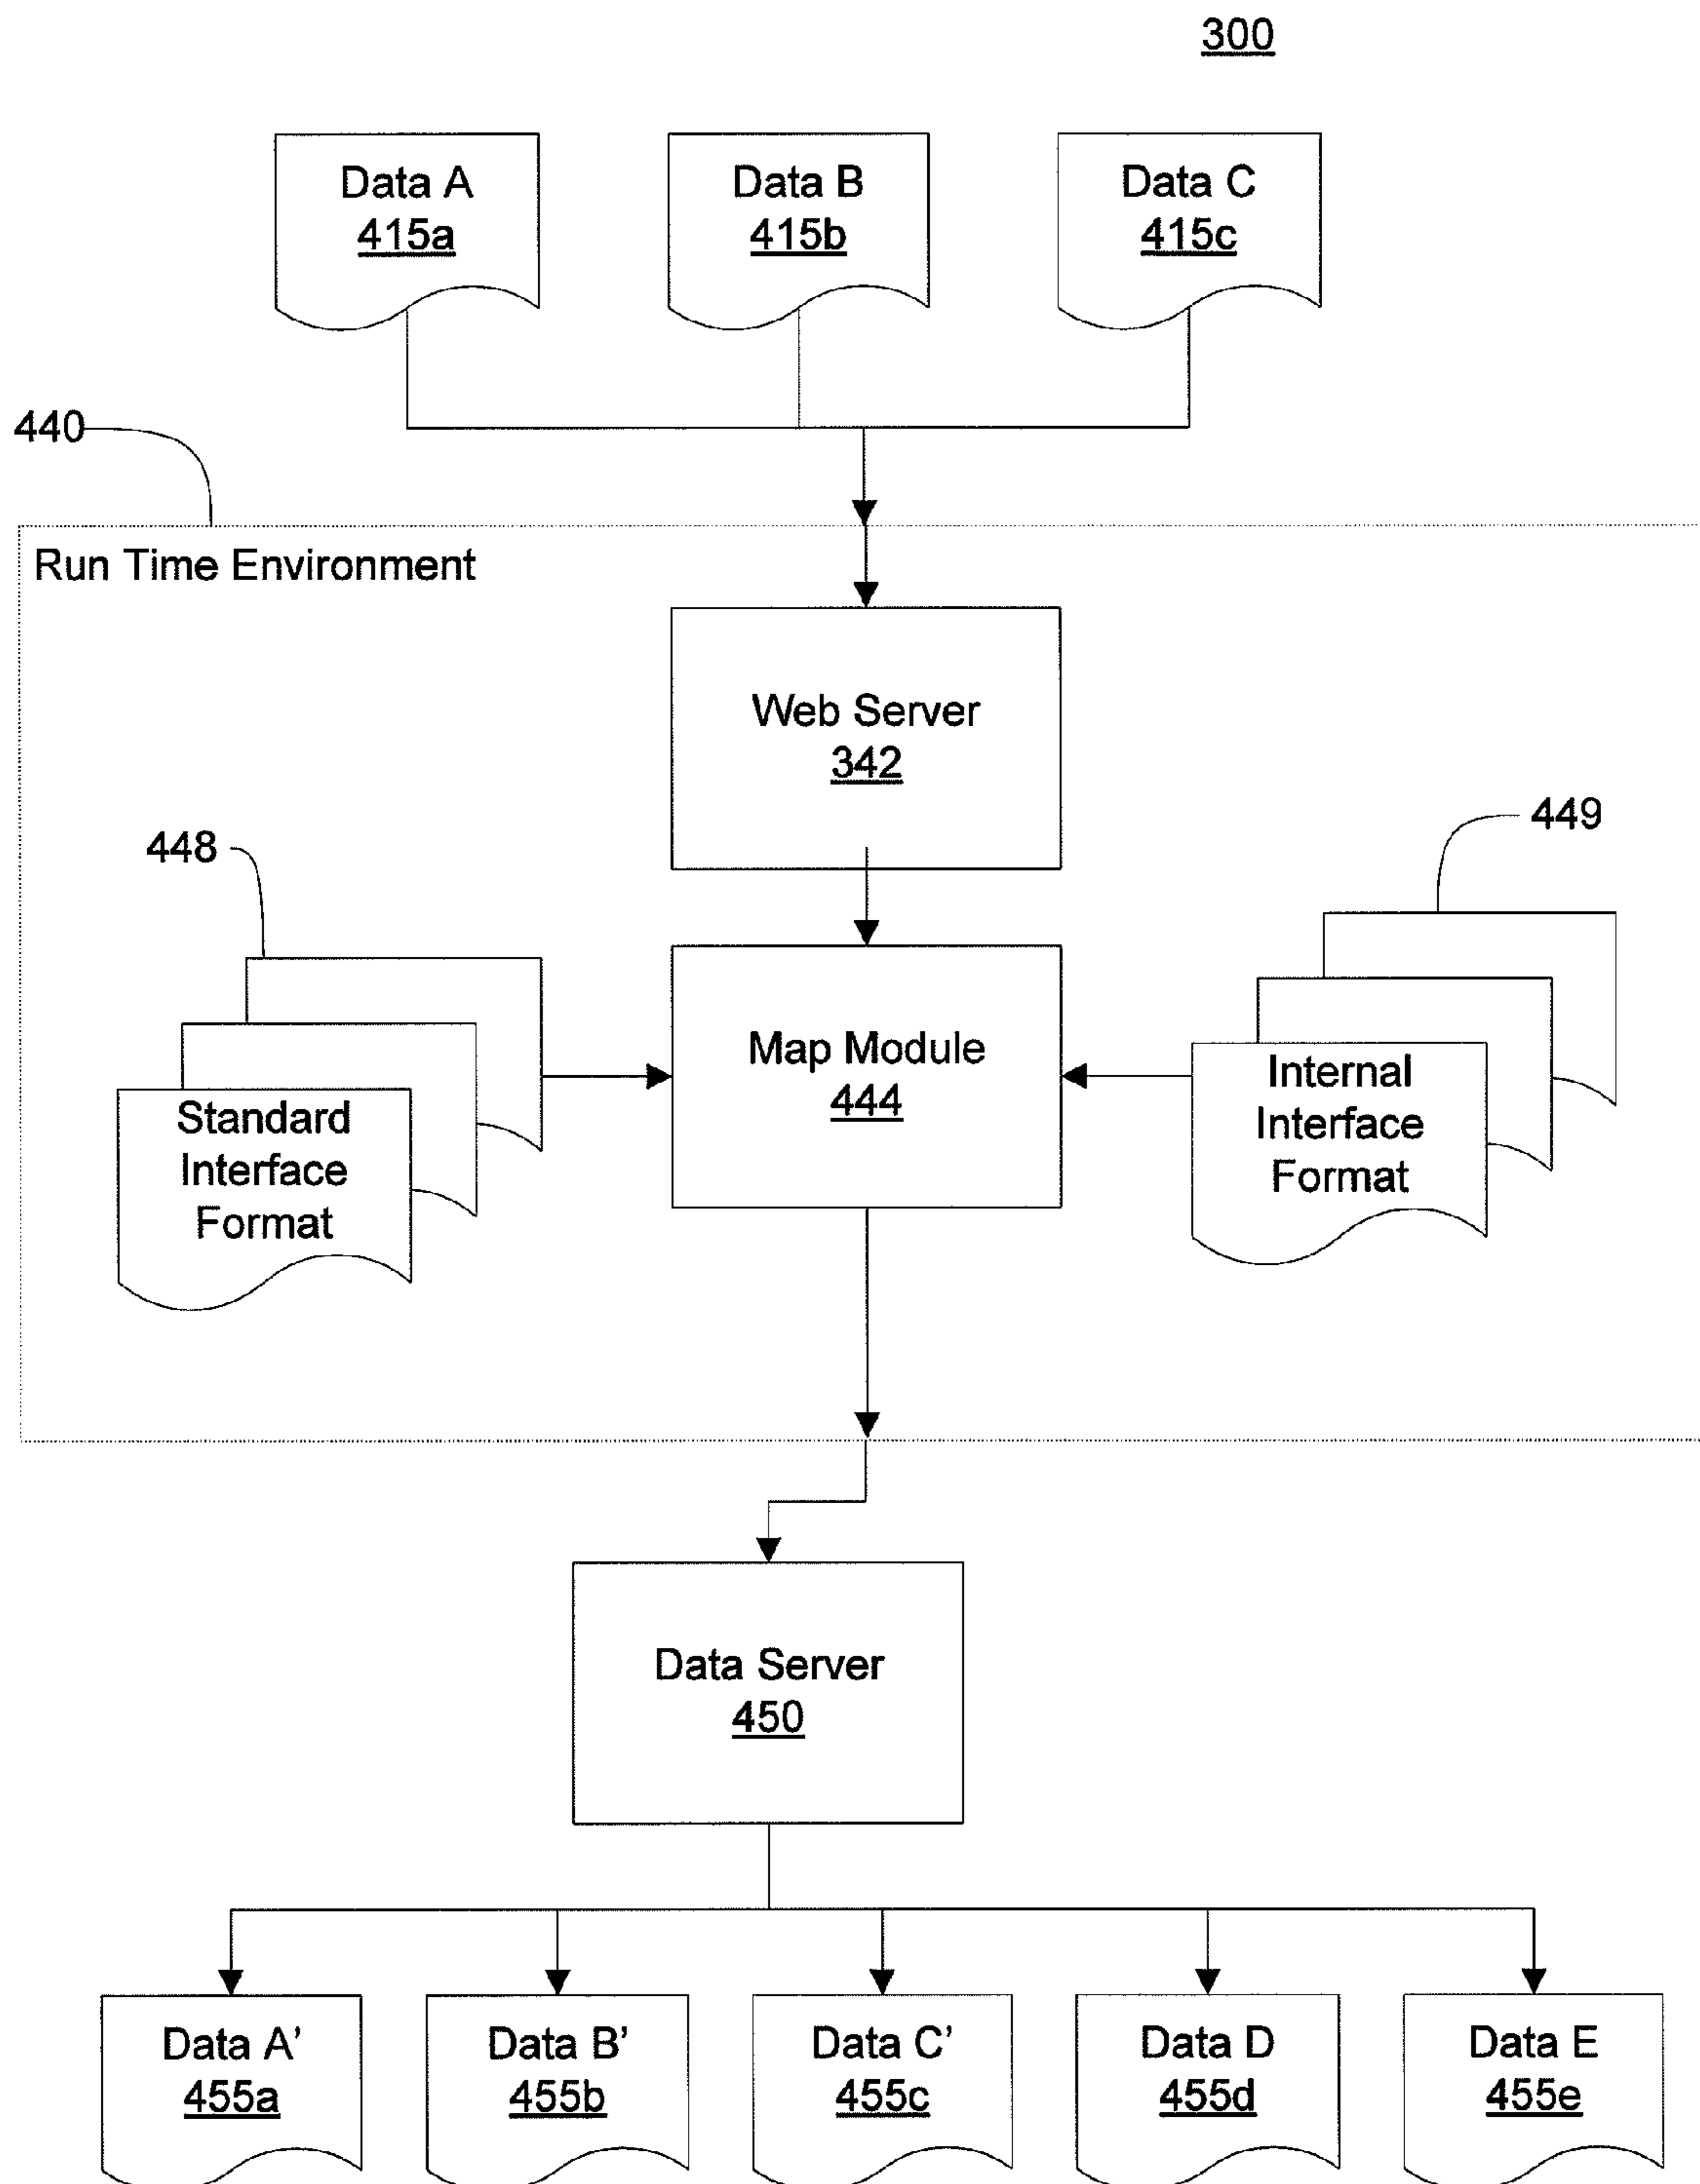 300
Data A
415a
Data B
415b
Data C
415c
440
Run Time Environment
Web Server
342
448
449
Map Module
444
Standard
Interface
Format
Internal
Interface
Format
Data Server
450
Data A’
455a
Data B’
455b
Data C’
455c
Data D
455d
Data E
455e